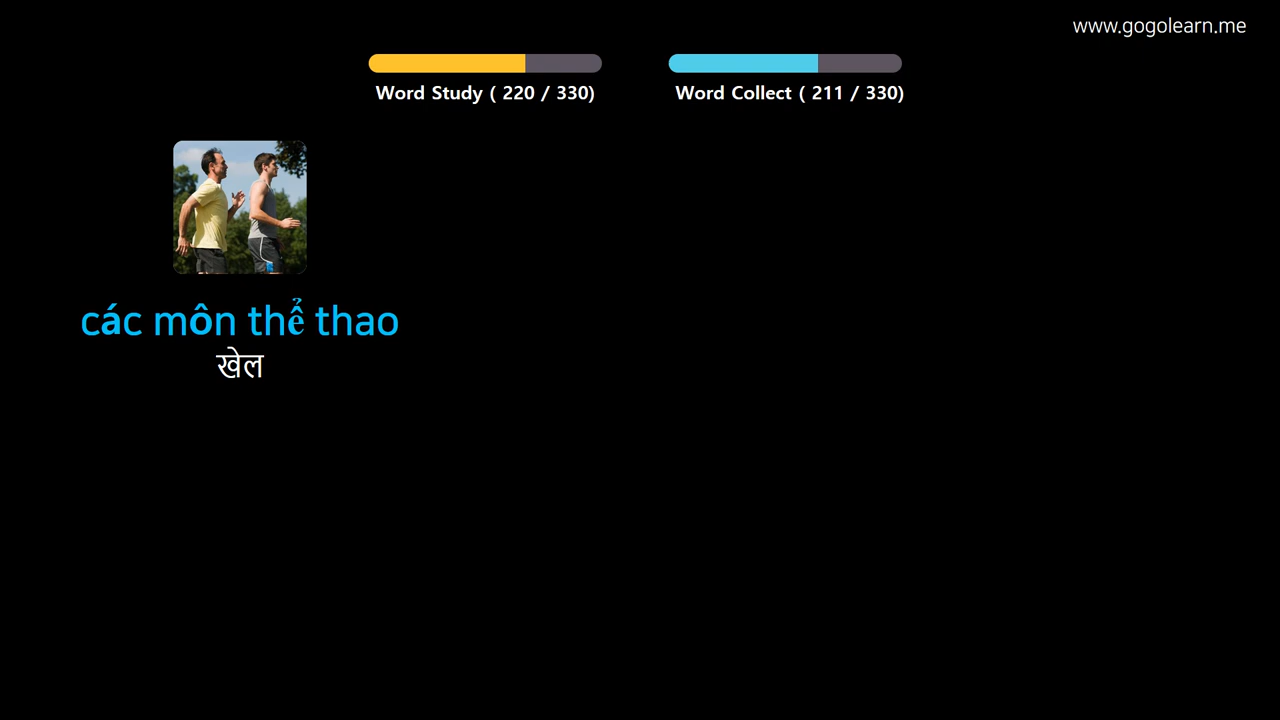 www.gogolearn.me
Word Study ( 220 / 330)
Word Collect ( 211 / 330)
các môn thể thao
खेल